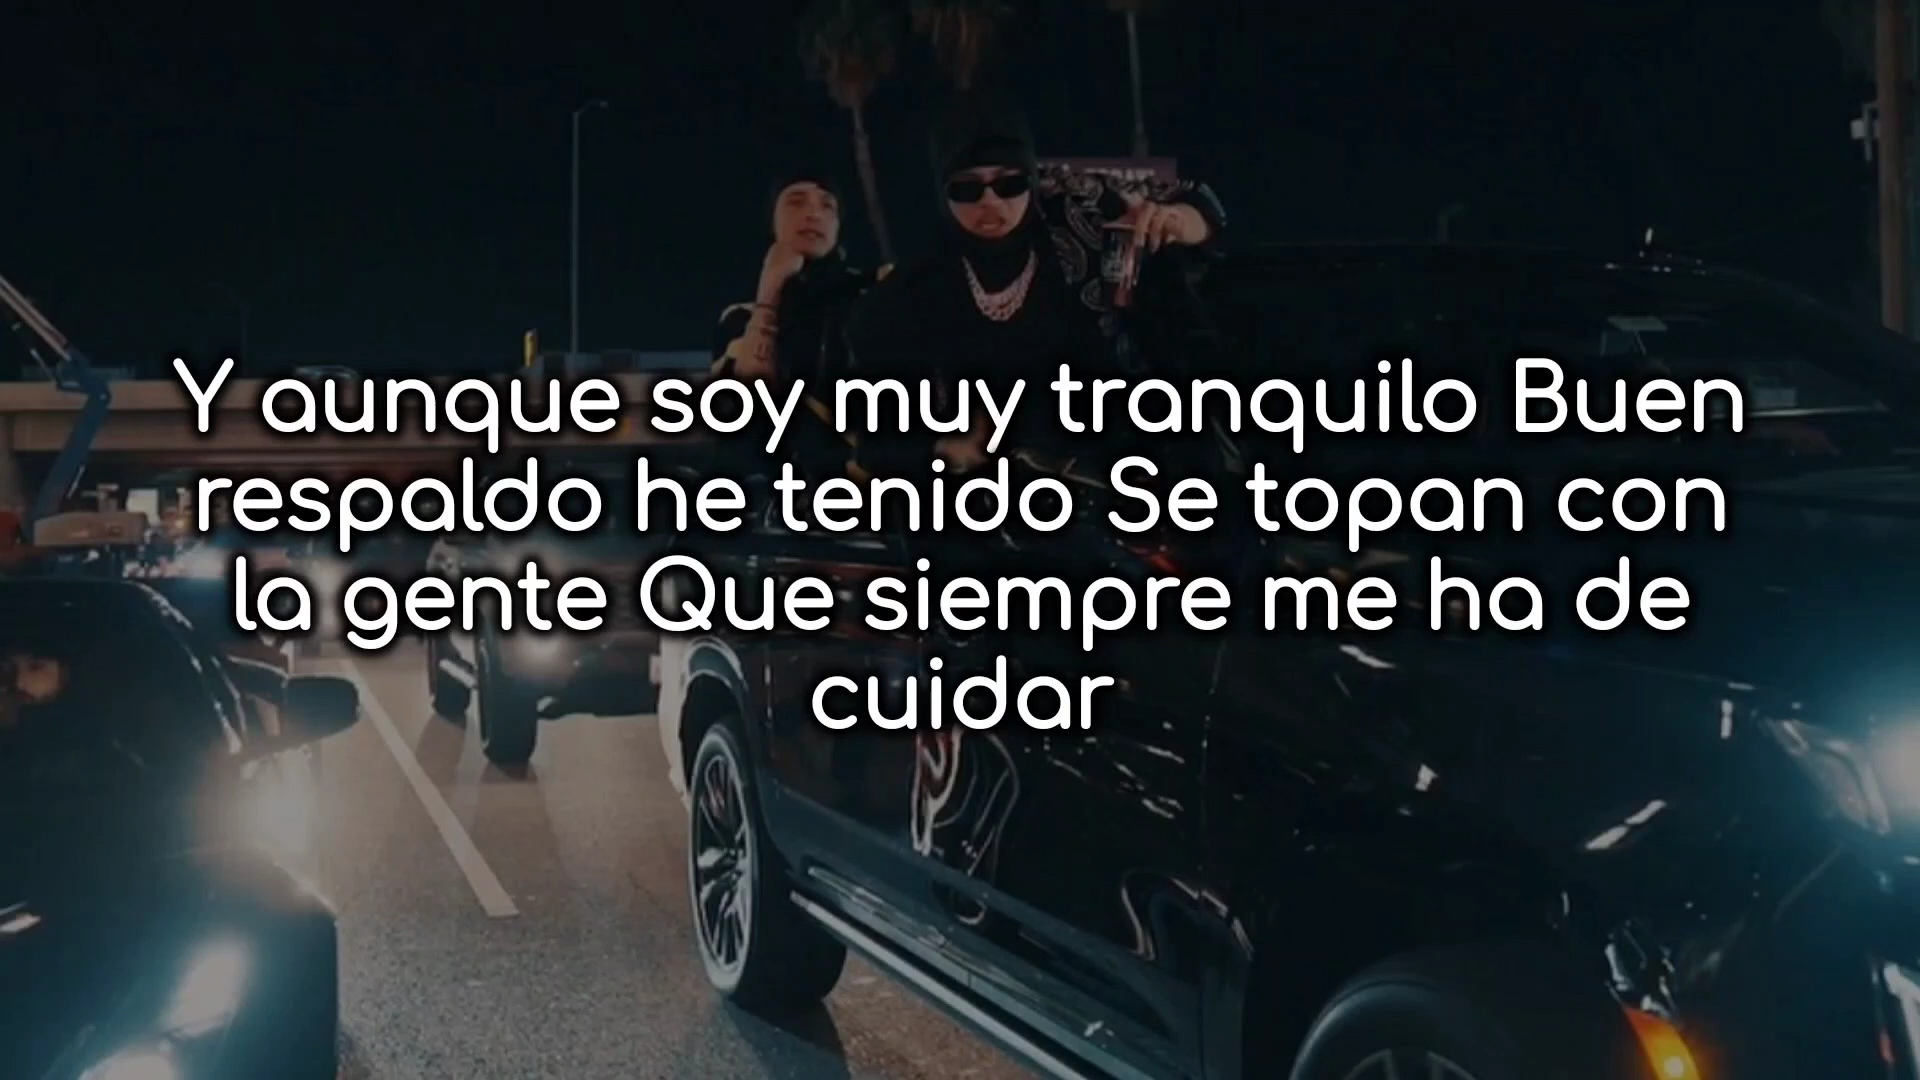 Y aunque soy muy tranquilo Buen
respaldo he tenido Se topan con
la gente Que siempre me ha de
cuidar